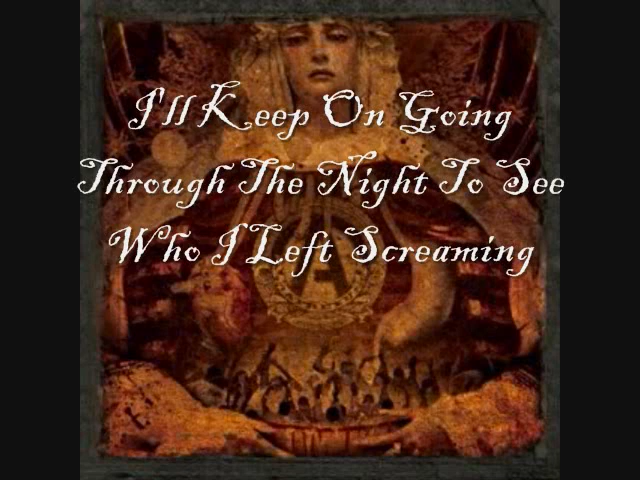 I'll Keep On Going
Through The Night To See
Who I Left Screaming